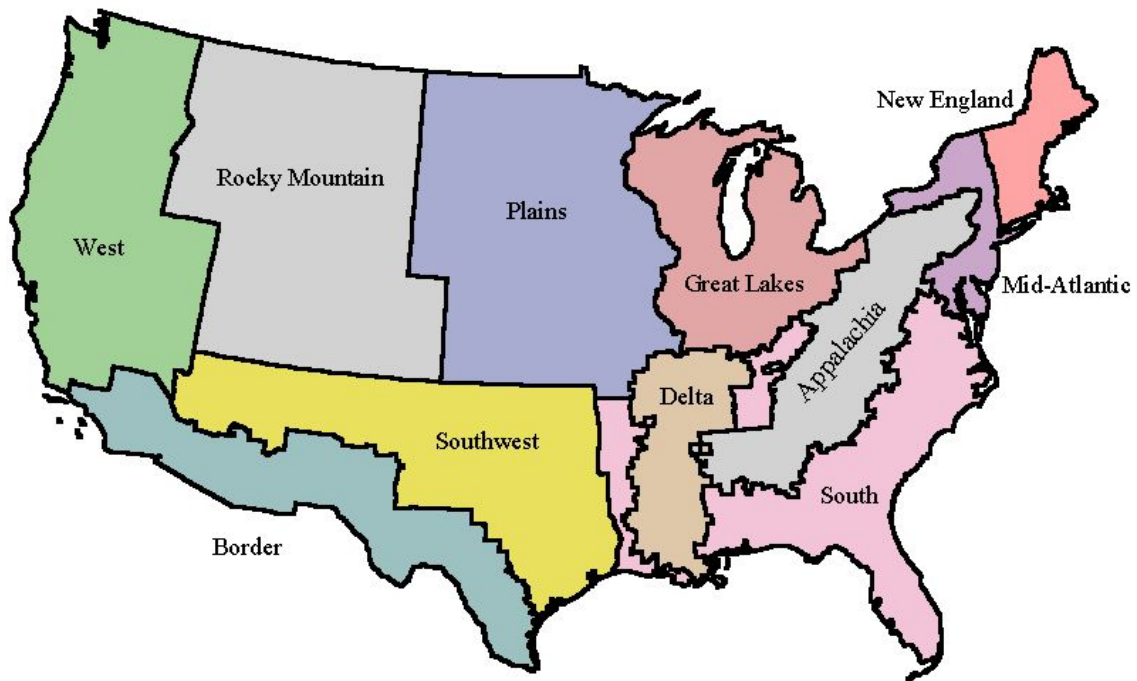 New England
Rocky Mountain
Plains
West
Great Lakes
Mid-Atlantic
Appalachia
Delta
Southwest
South
Border